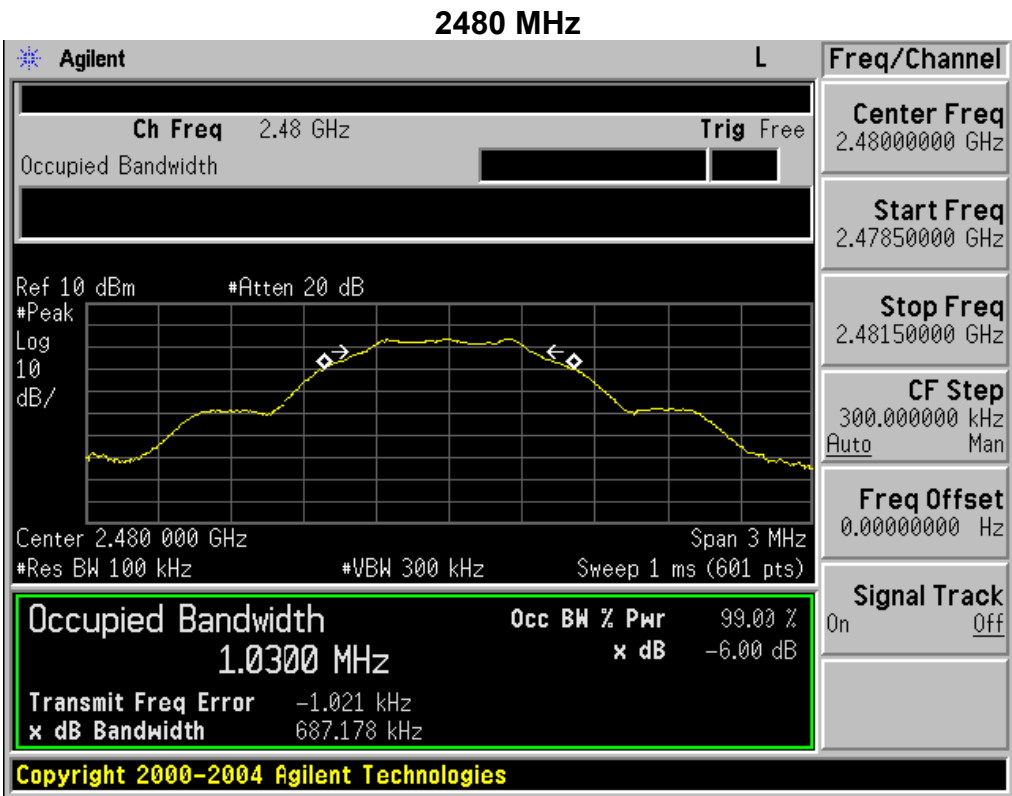 2480 MHz
Agilent L Freq/Channel
Ch Freq 2.48 GHz Trig Free
Occupied Bandwidth
Center Freq
2.48000000 GHz
Start Freq
2.47850000 GHz
Stop Freq
2.48150000 GHz
CF Step
300.000000 kHz
Auto Man
Freq Offset
0.00000000 Hz
Signal Track
On Off
Ref 10 dBm #Atten 20 dB
#Peak
Log
10
dB/
Center 2.480 000 GHz Span 3 MHz
#Res BW 100 kHz #VBW 300 kHz Sweep 1 ms (601 pts)
Occupied Bandwidth Occ BW % Pwr 99.00 %
1.0300 MHz x dB -6.00 dB
Transmit Freq Error -1.021 kHz
x dB Bandwidth 687.178 kHz
Copyright 2000-2004 Agilent Technologies